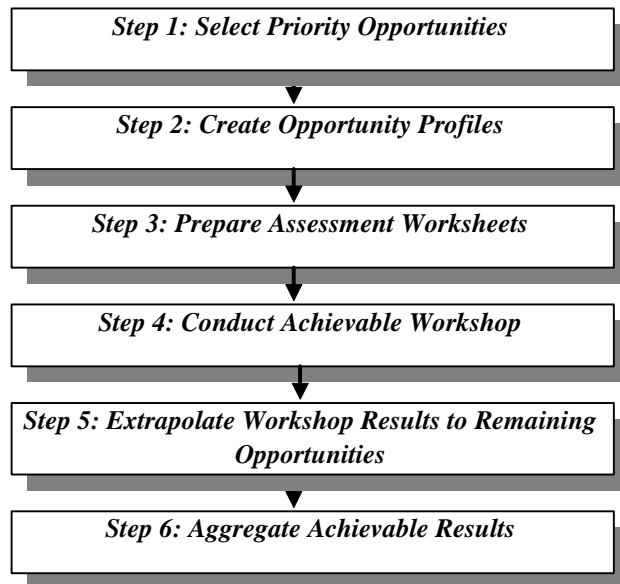 Step 1: Select Priority Opportunities
Step 2: Create Opportunity Profiles
Step 3: Prepare Assessment Worksheets
Step 4: Conduct Achievable Workshop
Step 5: Extrapolate Workshop Results to Remaining
Opportunities
Step 6: Aggregate Achievable Results